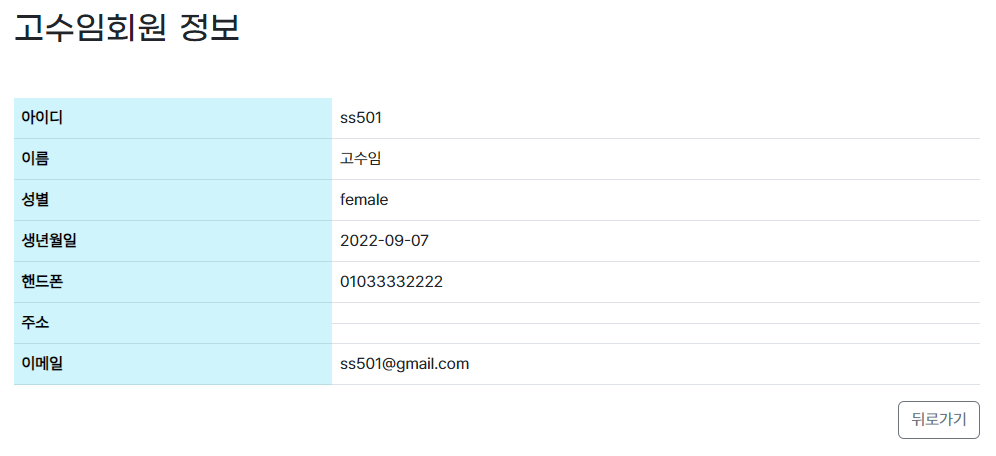 고수임회원 정보
아이디 ss501
이름 고수임
성별 female
생년월일 2022-09-07
핸드폰 01033332222
주소
이메일 ss501@gmail.com
뒤로가기